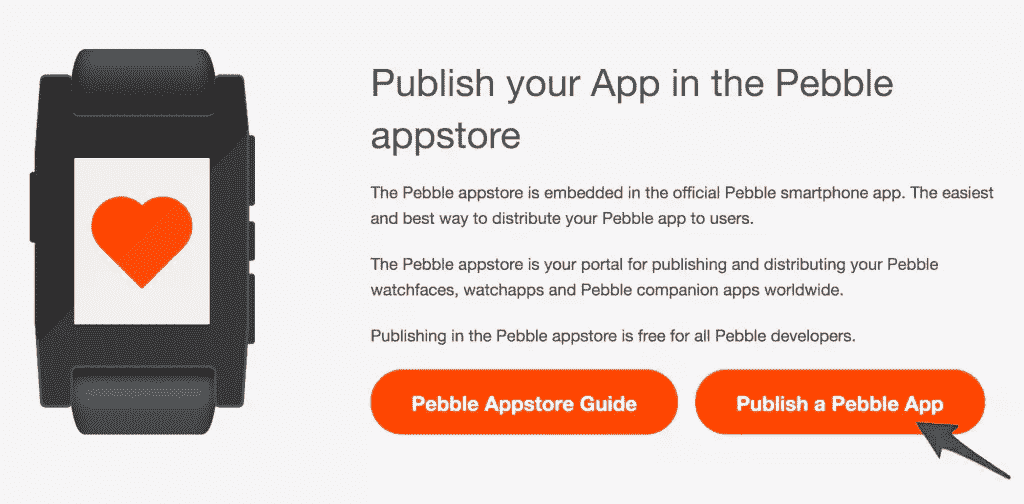 Publish your App in the Pebble
appstore
The Pebble appstore is embedded in the official Pebble smartphone app. The easiest
and best way to distribute your Pebble app to users.
The Pebble appstore is your portal for publishing and distributing your Pebble
watchfaces, watchapps and Pebble companion apps worldwide.
Publishing in the Pebble appstore is free for all Pebble developers.
Pebble Appstore Guide
Publish a Pebble App